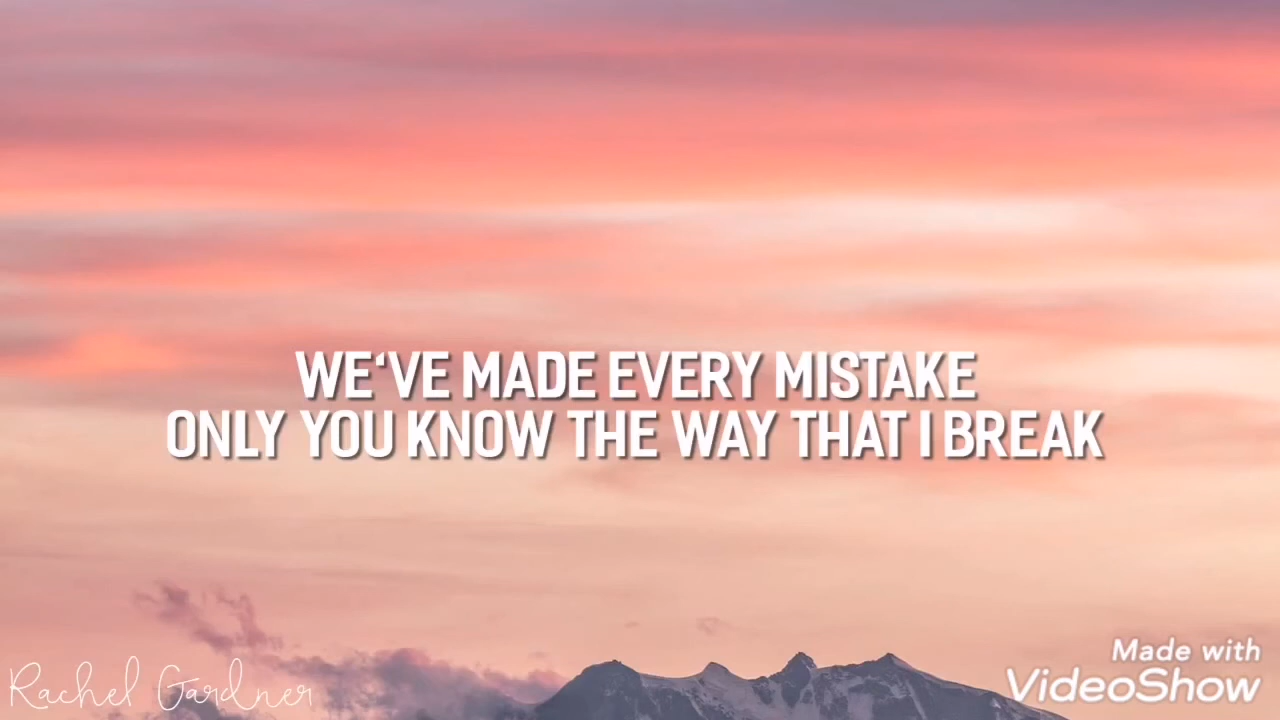 WE‘VE MADE EVERY MISTAKE
ONLY YOU KNOW THE WAY THAT I BREAK
Rachel Gardner
Made with
VideoShow